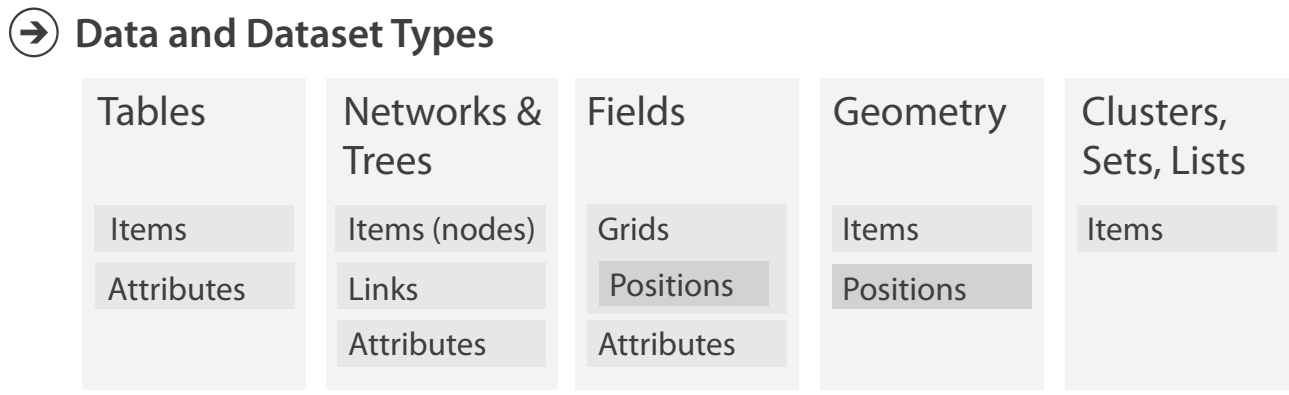 Data and Dataset Types
Tables
Items
Attributes
Networks &
Trees
Items (nodes)
Links
Attributes
Fields
Grids
Positions
Attributes
Geometry
Items
Positions
Clusters,
Sets, Lists
Items